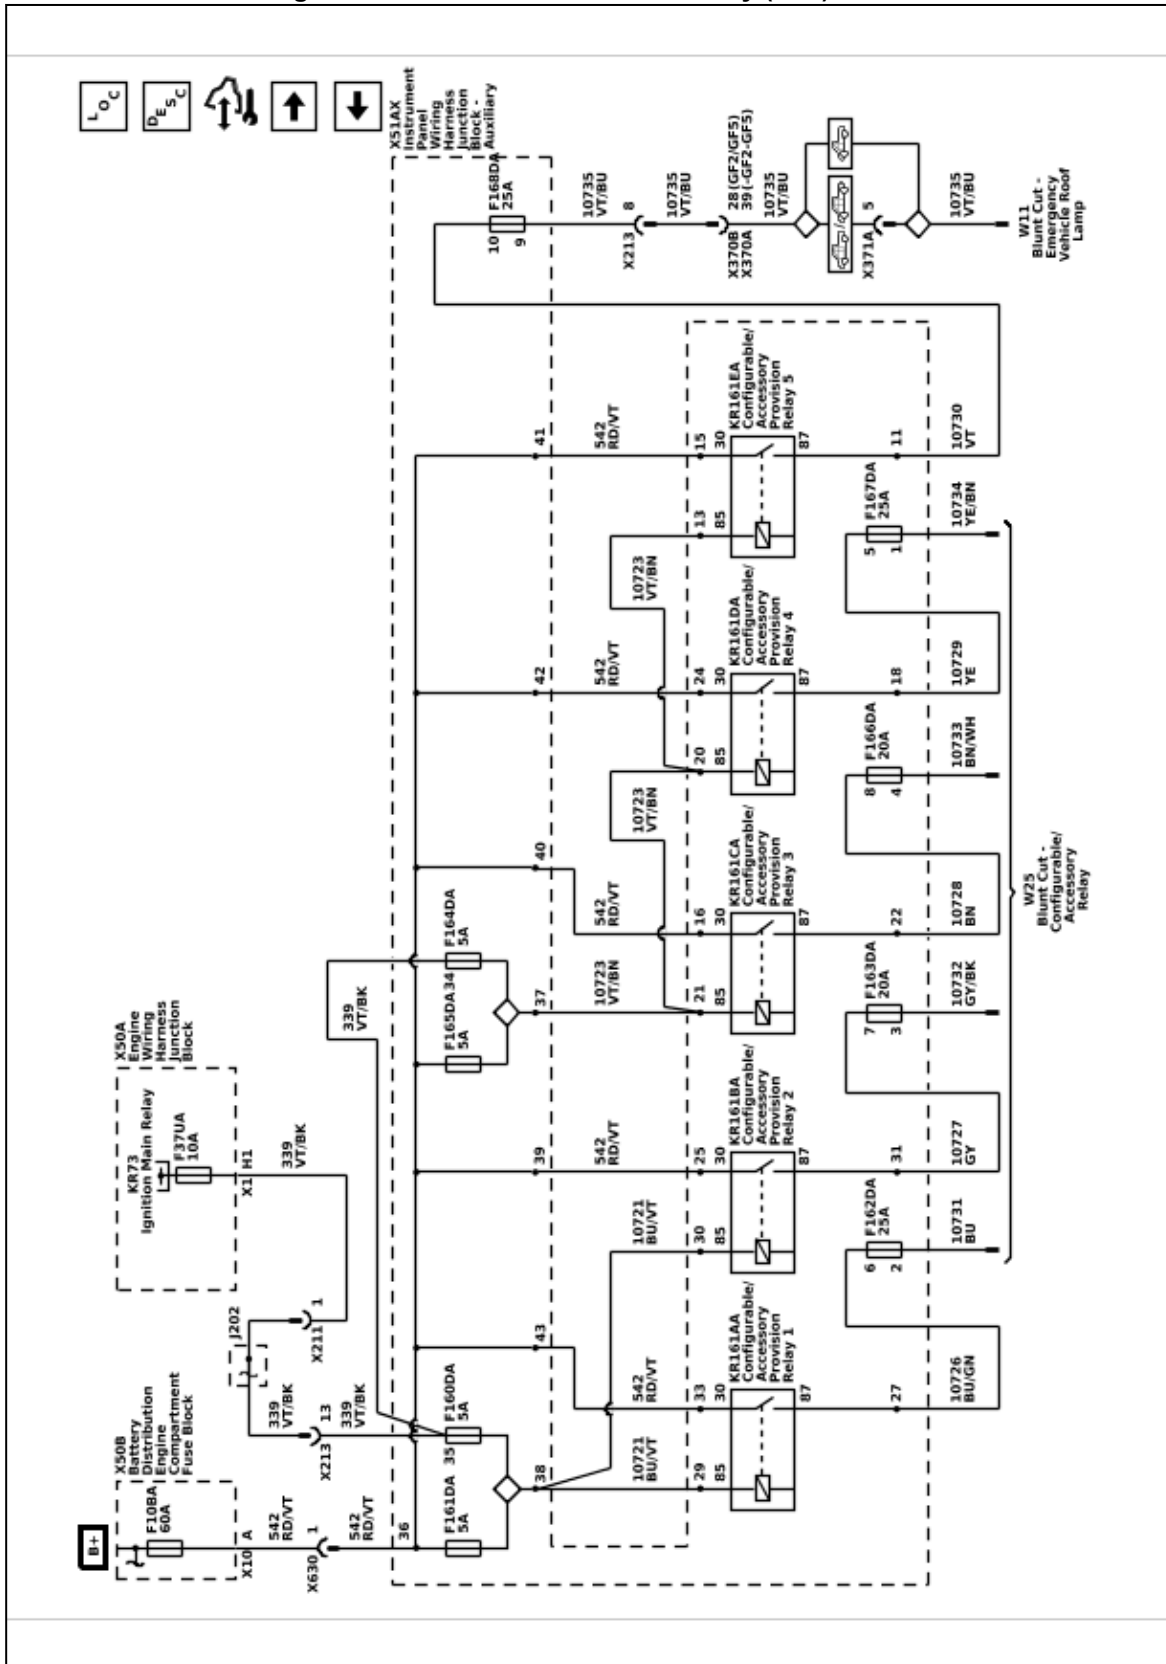 LOC
DESC
X51AX
Instrument
Panel
Wiring
Harness
Junction
Block -
Auxiliary
10
F168DA
25A
9
10735
VT/BU
X213
8
10735
VT/BU
X370B
X370A
28(GF2/GF5)
39(-GF2-GF5)
10735
VT/BU
X371A
5
10735
VT/BU
W11
Blunt Cut -
Emergency
Vehicle Roof
Lamp
B+
X50B
Battery
Distribution
Engine
Compartment
Fuse Block
F10BA
60A
X10
A
542
RD/VT
X630
1
542
RD/VT
36
X50A
Engine
Wiring
Harness
Junction
Block
KR73
Ignition Main Relay
F37UA
10A
X1
H1
339
VT/BK
J202
X211
1
339
VT/BK
X213
13
339
VT/BK
339
VT/BK
F161DA
5A
35
F160DA
5A
F165DA
5A
34
F164DA
5A
38
43
39
37
40
42
41
10721
BU/VT
542
RD/VT
10721
BU/VT
542
RD/VT
10723
VT/BN
542
RD/VT
10723
VT/BN
542
RD/VT
10723
VT/BN
542
RD/VT
29
33
30
25
21
16
20
24
13
15
85
30
85
30
85
30
85
30
85
30
KR161AA
Configurable/
Accessory
Provision
Relay 1
KR161BA
Configurable/
Accessory
Provision
Relay 2
KR161CA
Configurable/
Accessory
Provision
Relay 3
KR161DA
Configurable/
Accessory
Provision
Relay 4
KR161EA
Configurable/
Accessory
Provision
Relay 5
87
87
87
87
87
27
6
F162DA
25A
2
31
7
F163DA
20A
3
22
8
F166DA
20A
4
18
5
F167DA
25A
1
11
10726
BU/GN
10731
BU
10727
GY
10732
GY/BK
10728
BN
10733
BN/WH
10729
YE
10734
YE/BN
10730
VT
W25
Blunt Cut -
Configurable/
Accessory
Relay